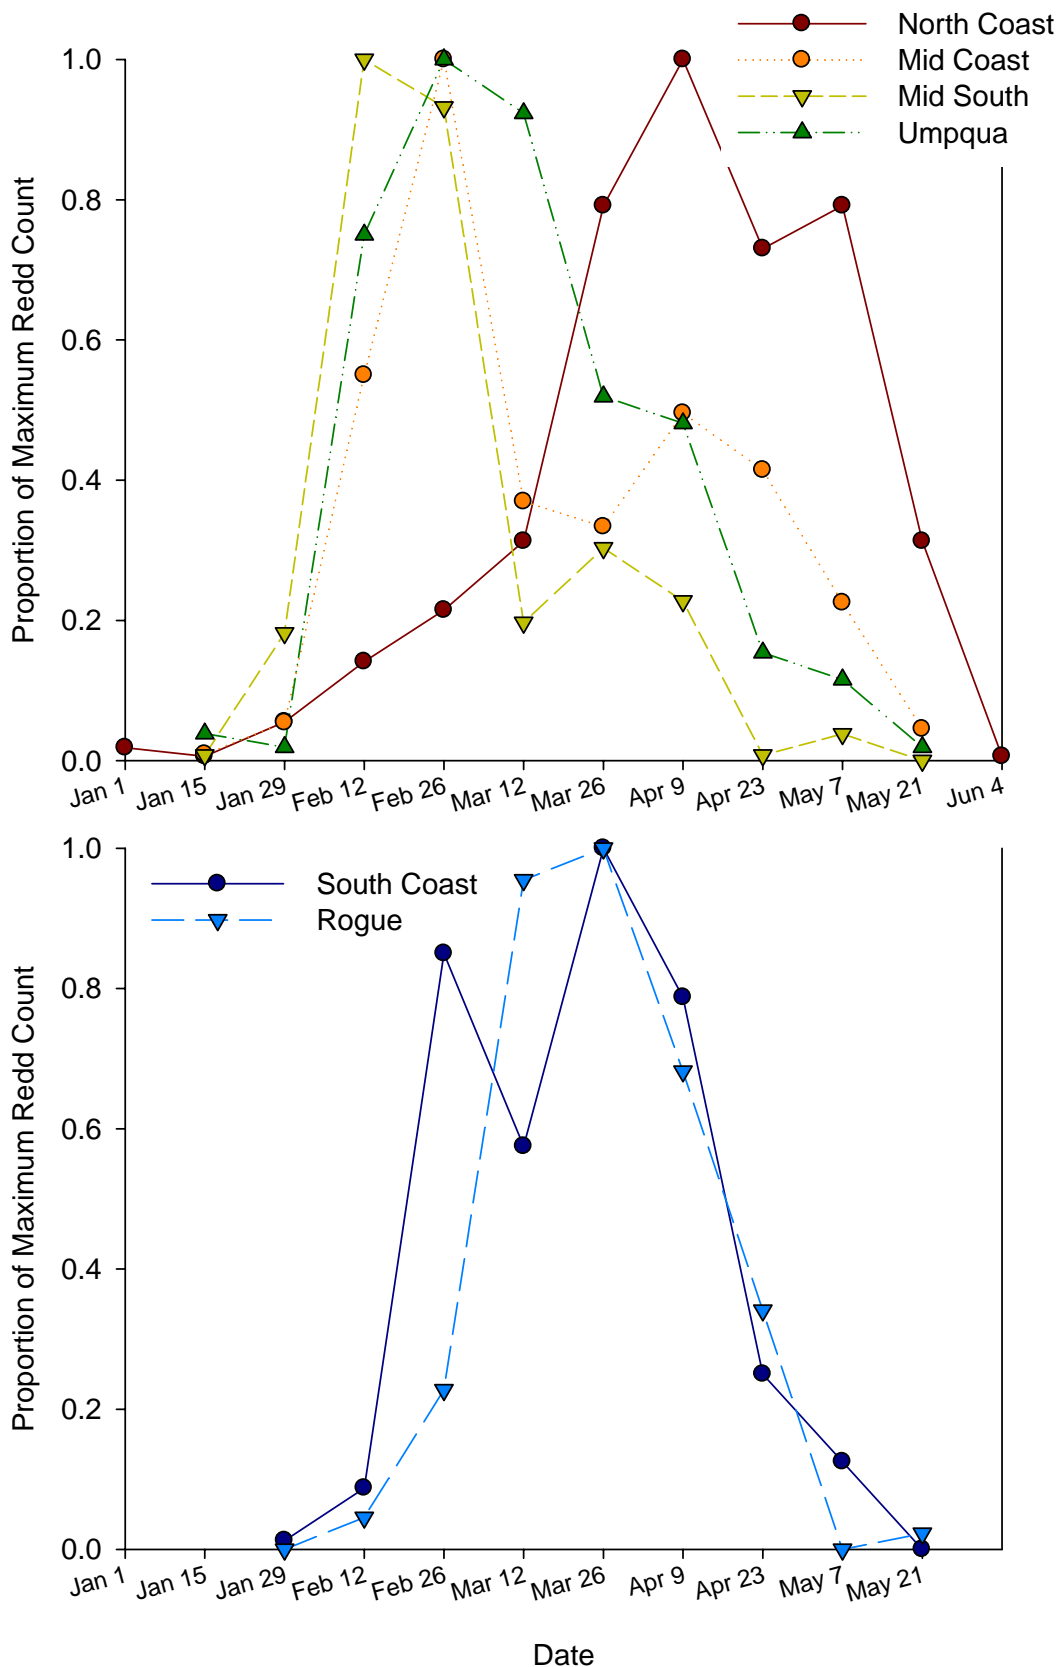 North Coast
Mid Coast
Mid South
Umpqua
Proportion of Maximum Redd Count
1.0
0.8
0.6
0.4
0.2
0.0
Jan 1 Jan 15 Jan 29 Feb 12 Feb 26 Mar 12 Mar 26 Apr 9 Apr 23 May 7 May 21 Jun 4
South Coast
Rogue
Proportion of Maximum Redd Count
1.0
0.8
0.6
0.4
0.2
0.0
Jan 1 Jan 15 Jan 29 Feb 12 Feb 26 Mar 12 Mar 26 Apr 9 Apr 23 May 7 May 21
Date